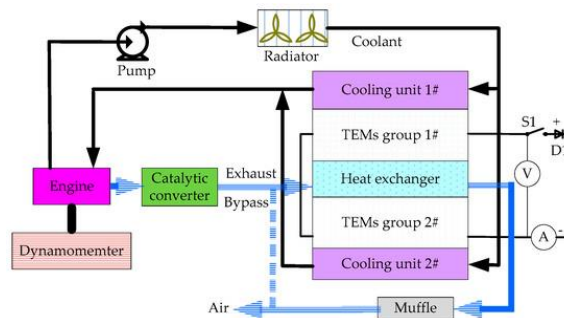 Pump
Radiator
Coolant
Cooling unit 1#
TEMs group 1#
S1
+
D1
V
Engine
Catalytic
converter
Exhaust
Bypass
Heat exchanger
TEMs group 2#
A
-
Dynamomemter
Cooling unit 2#
Air
Muffle